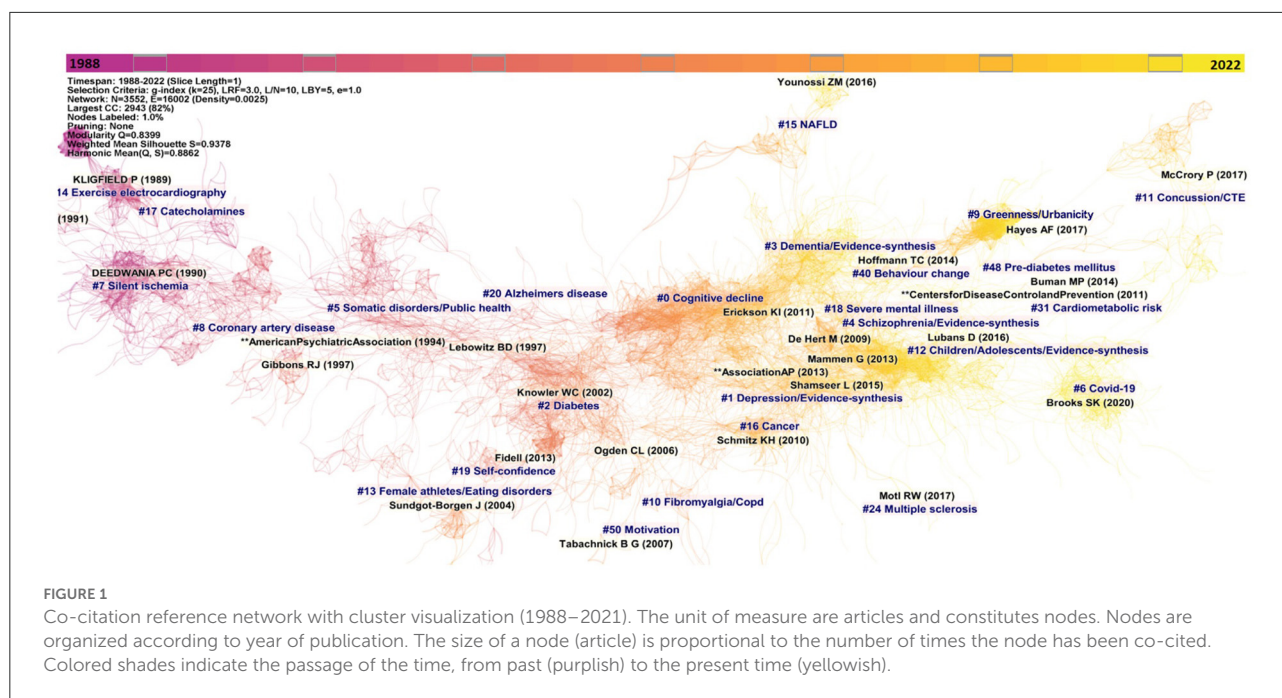 1988
2022
Timespan: 1988-2022 (Slice Length=1)
Selection Criteria: g-index (k=25), LRF=3.0, L/N=10, LBY=5, e=1.0
Network: N=3552, E=16002 (Density=0.0025)
Largest CC: 2943 (82%)
Nodes Labeled: 1.0%
Pruning: None
Modularity Q=0.8399
Weighted Mean Silhouette S=0.9378
Harmonic Mean(Q, S)=0.8862
Younossi ZM (2016)
#15 NAFLD
KLIGFIELD P (1989)
14 Exercise electrocardiography
#17 Catecholamines
(1991)
McCrory P (2017)
#11 Concussion/CTE
#9 Greenness/Urbanicity
Hayes AF (2017)
#3 Dementia/Evidence-synthesis
Hoffmann TC (2014)
#40 Behaviour change
#48 Pre-diabetes mellitus
Buman MP (2014)
DEEDWANIA PC (1990)
#7 Silent ischemia
#20 Alzheimers disease
#0 Cognitive decline
**CentersforDiseaseControlandPrevention (2011)
#5 Somatic disorders/Public health
Erickson KI (2011)
#18 Severe mental illness
#31 Cardiometabolic risk
#8 Coronary artery disease
#4 Schizophrenia/Evidence-synthesis
**AmericanPsychiatricAssociation (1994)
Lebowitz BD (1997)
De Hert M (2009)
Lubans D (2016)
#12 Children/Adolescents/Evidence-synthesis
Gibbons RJ (1997)
Mammen G (2013)
**AssociationAP (2013)
Shamseer L (2015)
Knowler WC (2002)
#2 Diabetes
#1 Depression/Evidence-synthesis
#6 Covid-19
Brooks SK (2020)
#16 Cancer
Schmitz KH (2010)
Ogden CL (2006)
Fidell (2013)
#19 Self-confidence
#13 Female athletes/Eating disorders
Sundgot-Borgen J (2004)
#10 Fibromyalgia/Copd
Motl RW (2017)
#24 Multiple sclerosis
#50 Motivation
Tabachnick B G (2007)
FIGURE 1
Co-citation reference network with cluster visualization (1988–2021). The unit of measure are articles and constitutes nodes. Nodes are
organized according to year of publication. The size of a node (article) is proportional to the number of times the node has been co-cited.
Colored shades indicate the passage of the time, from past (purplish) to the present time (yellowish).